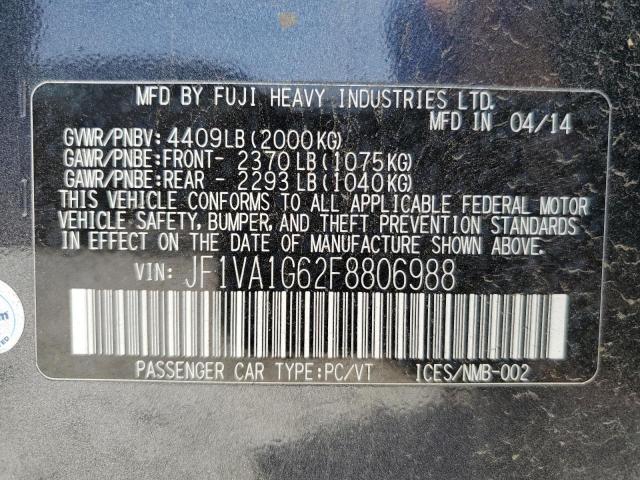 MFD BY FUJI HEAVY INDUSTRIES LTD.
MFD IN 04/14
GVWR/PNBV: 4409LB(2000KG)
GAWR/PNBE:FRONT- 2370LB(1075KG)
GAWR/PNBE:REAR - 2293LB(1040KG)
THIS VEHICLE CONFORMS TO ALL APPLICABLE FEDERAL MOTOR
VEHICLE SAFETY, BUMPER, AND THEFT PREVENTION STANDARDS
IN EFFECT ON THE DATE OF MANUFACTURE SHOWN ABOVE.
VIN: JF1VA1G62F8806988
PASSENGER CAR TYPE:PC/VT ICES/NMB-002